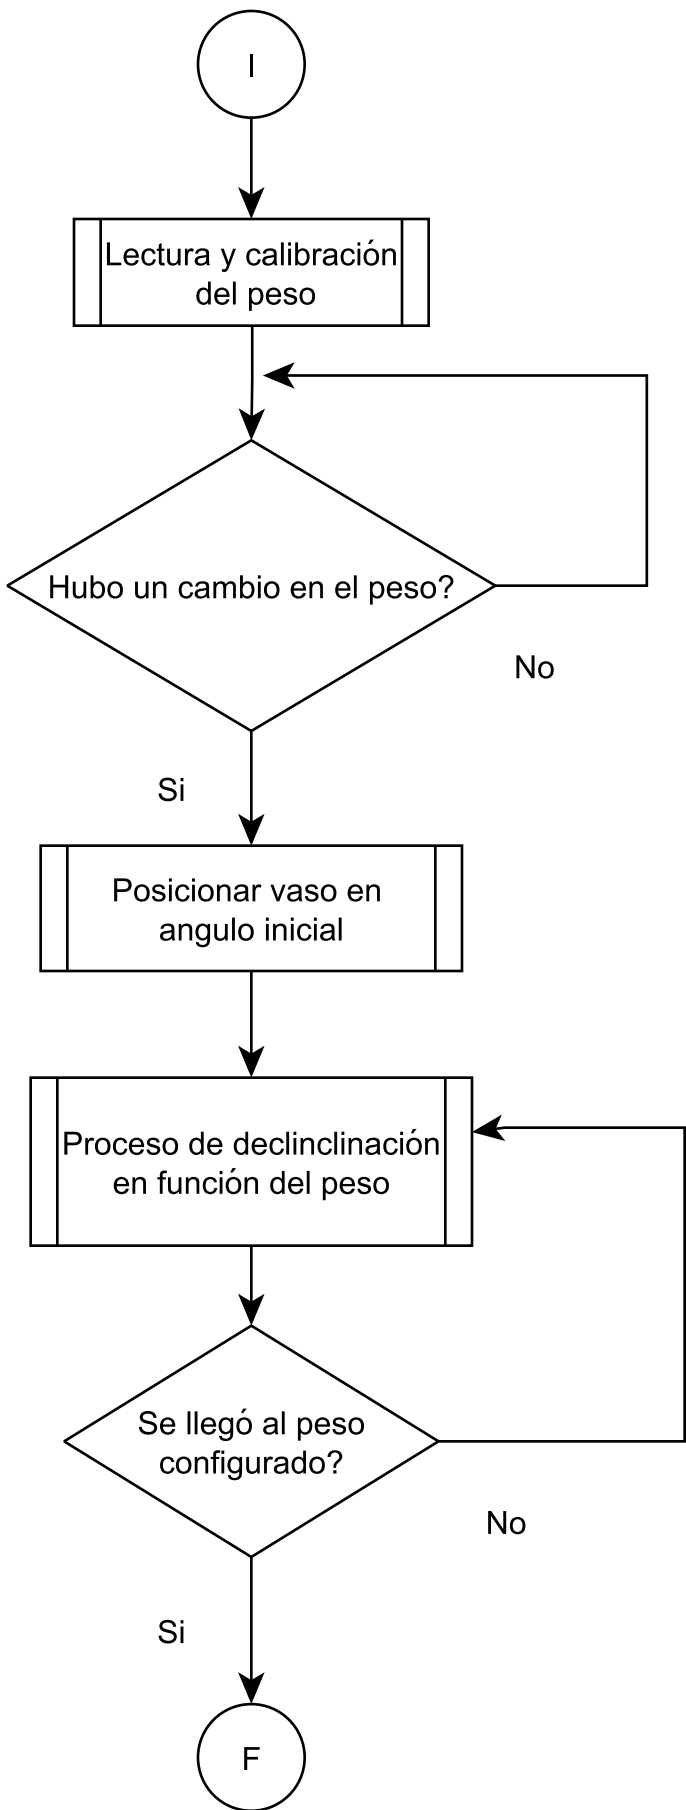 I
Lectura y calibración
del peso
Hubo un cambio en el peso?
No
Si
Posicionar vaso en
angulo inicial
Proceso de declinclinación
en función del peso
Se llegó al peso
configurado?
No
Si
F